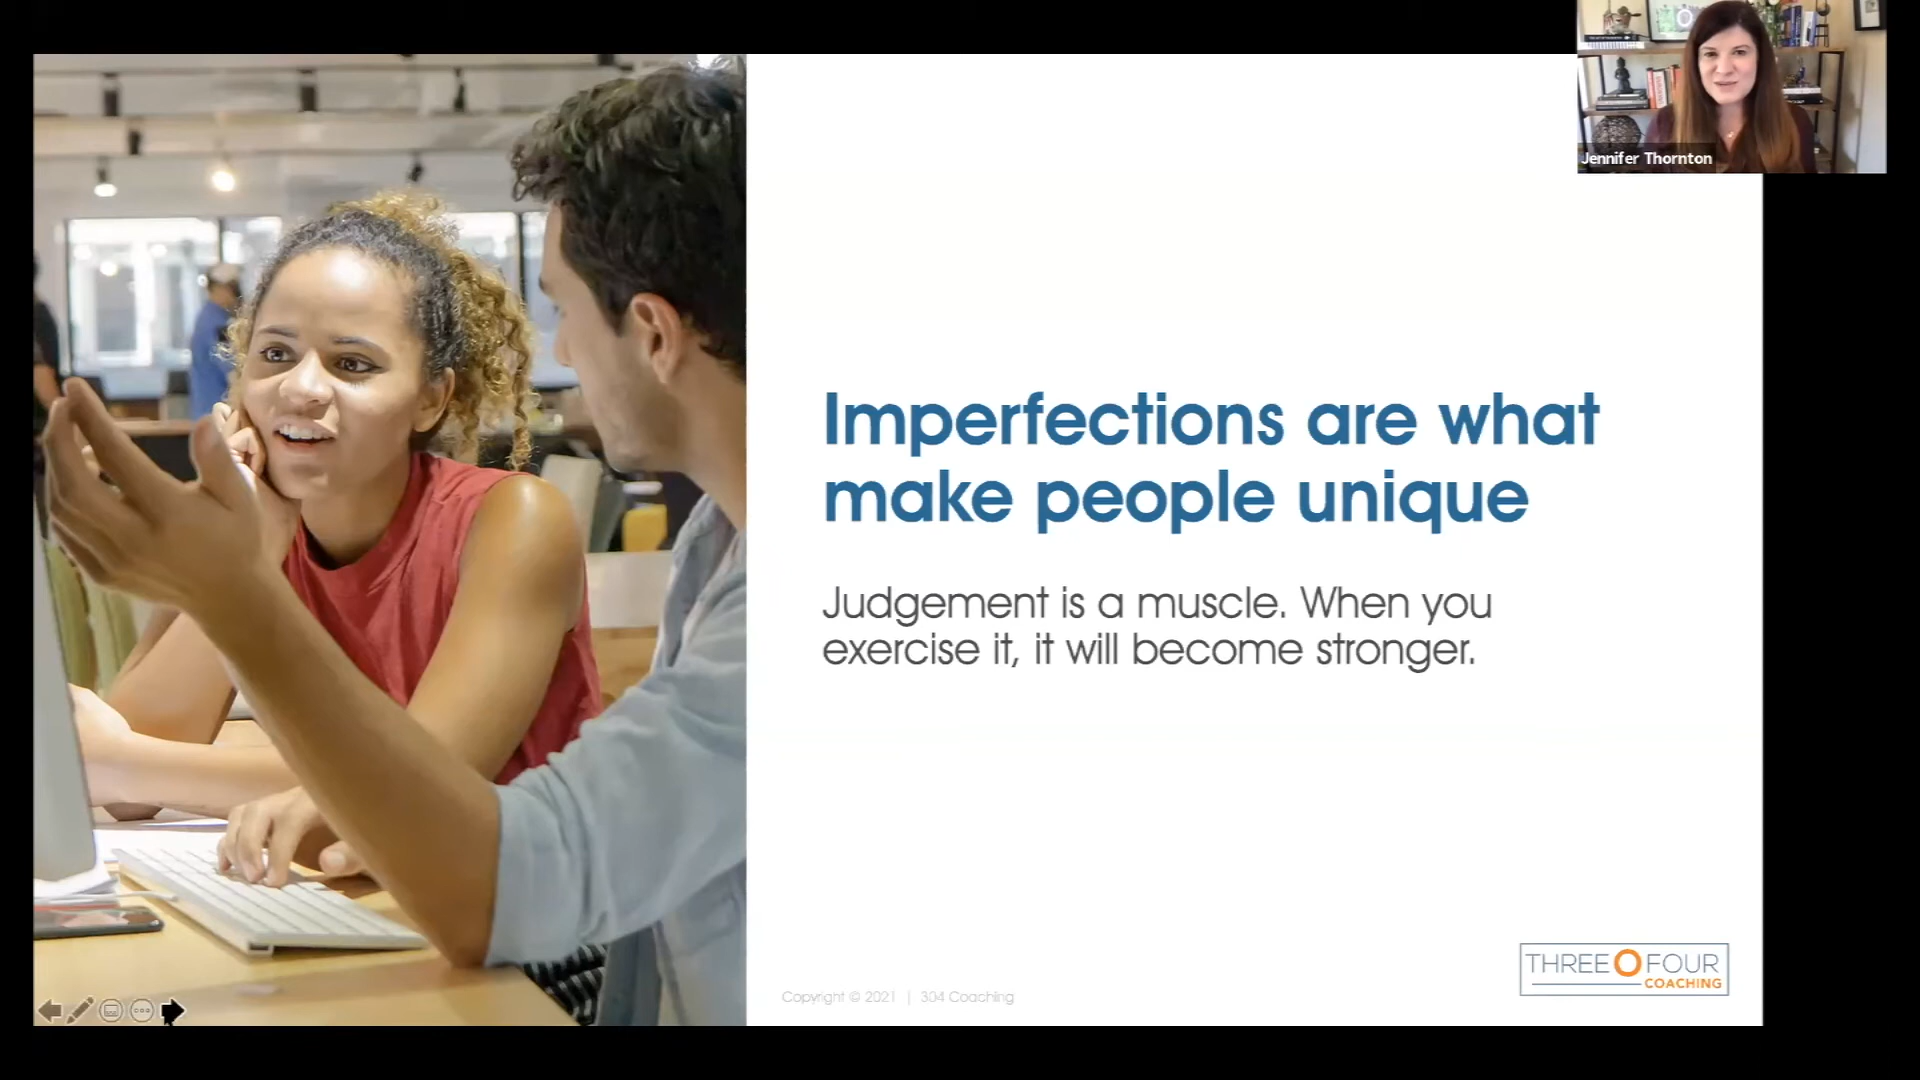 Jennifer Thornton
Imperfections are what
make people unique
Judgement is a muscle. When you
exercise it, it will become stronger.
Copyright © 2021 | 304 Coaching
THREE O FOUR
COACHING